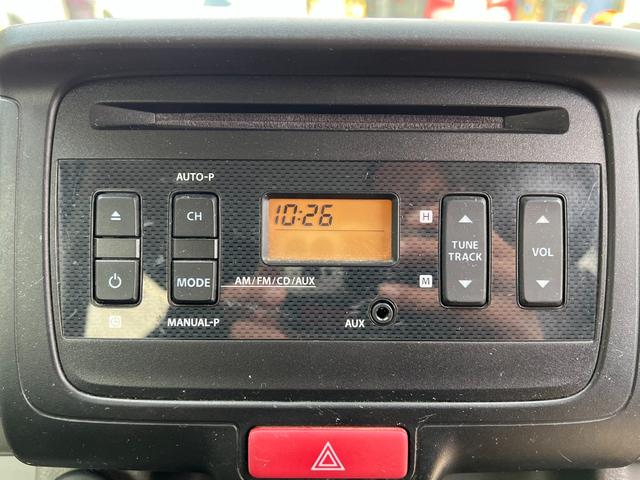 AUTO-P
CH
10:26
H
TUNE
TRACK
VOL
MODE
AM/FM/CD/AUX
M
MANUAL-P
AUX